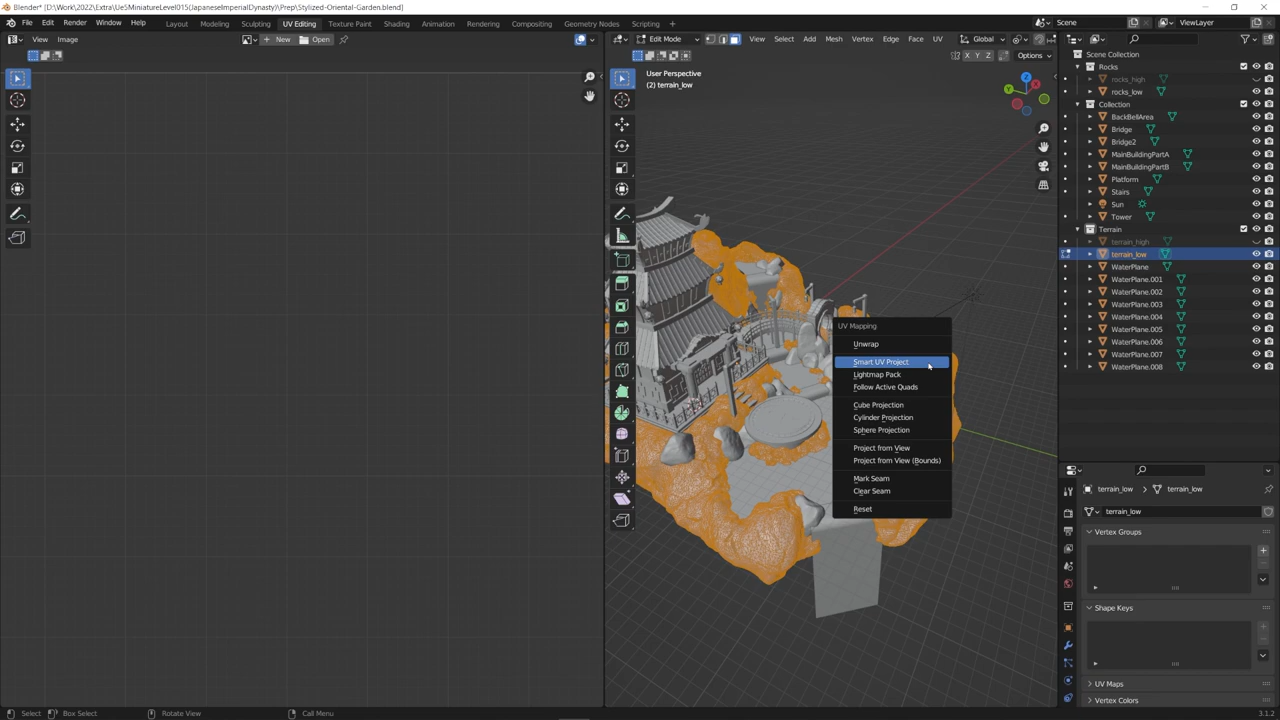 Blender* [D:\Work\2022\Extra\Ue5MiniatureLevel015(JapaneseImperialDynasty)\Prep\Stylized-Oriental-Garden.blend]
File Edit Render Window Help
Layout Modeling Sculpting UV Editing Texture Paint Shading Animation Rendering Compositing Geometry Nodes Scripting
Scene
ViewLayer
View Image
New Open
Edit Mode
View Select Add Mesh Vertex Edge Face UV
Global
X Y Z
Options
User Perspective
(2) terrain_low
Z
Y
UV Mapping
Unwrap
Smart UV Project
Lightmap Pack
Follow Active Quads
Cube Projection
Cylinder Projection
Sphere Projection
Project from View
Project from View (Bounds)
Mark Seam
Clear Seam
Reset
Scene Collection
Rocks
rocks_high
rocks_low
Collection
BackBellArea
Bridge
Bridge2
MainBuildingPartA
MainBuildingPartB
Platform
Stairs
Sun
Tower
Terrain
terrain_high
terrain_low
WaterPlane
WaterPlane.001
WaterPlane.002
WaterPlane.003
WaterPlane.004
WaterPlane.005
WaterPlane.006
WaterPlane.007
WaterPlane.008
terrain_low terrain_low
terrain_low
Vertex Groups
Shape Keys
UV Maps
Vertex Colors
Select Box Select Rotate View Call Menu
3.1.2